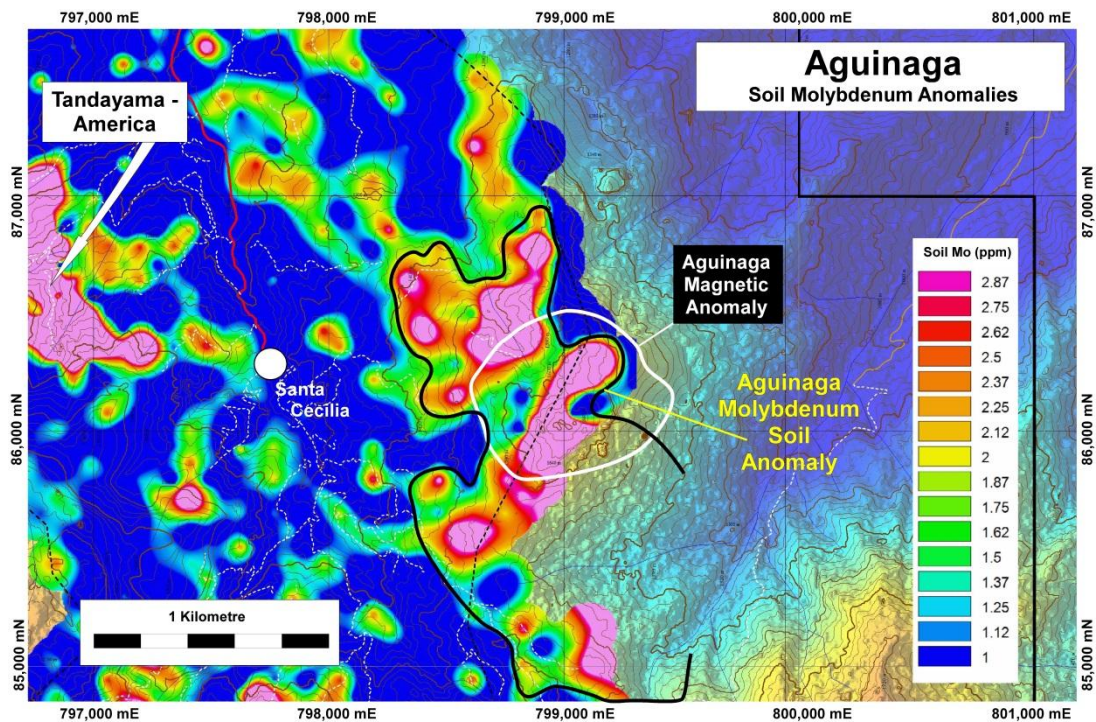 797,000 mE
798,000 mE
799,000 mE
800,000 mE
801,000 mE
Aguinaga
Soil Molybdenum Anomalies
Tandayama -
America
87,000 mN
87,000 mN
Aguinaga
Magnetic
Anomaly
Soil Mo (ppm)
2.87
2.75
2.62
2.5
2.37
2.25
2.12
2
1.87
1.75
1.62
1.5
1.37
1.25
1.12
1
Santa
Cecilia
Aguinaga
Molybdenum
Soil
Anomaly
86,000 mN
86,000 mN
1 Kilometre
85,000 mN
85,000 mN
797,000 mE
798,000 mE
799,000 mE
800,000 mE
801,000 mE